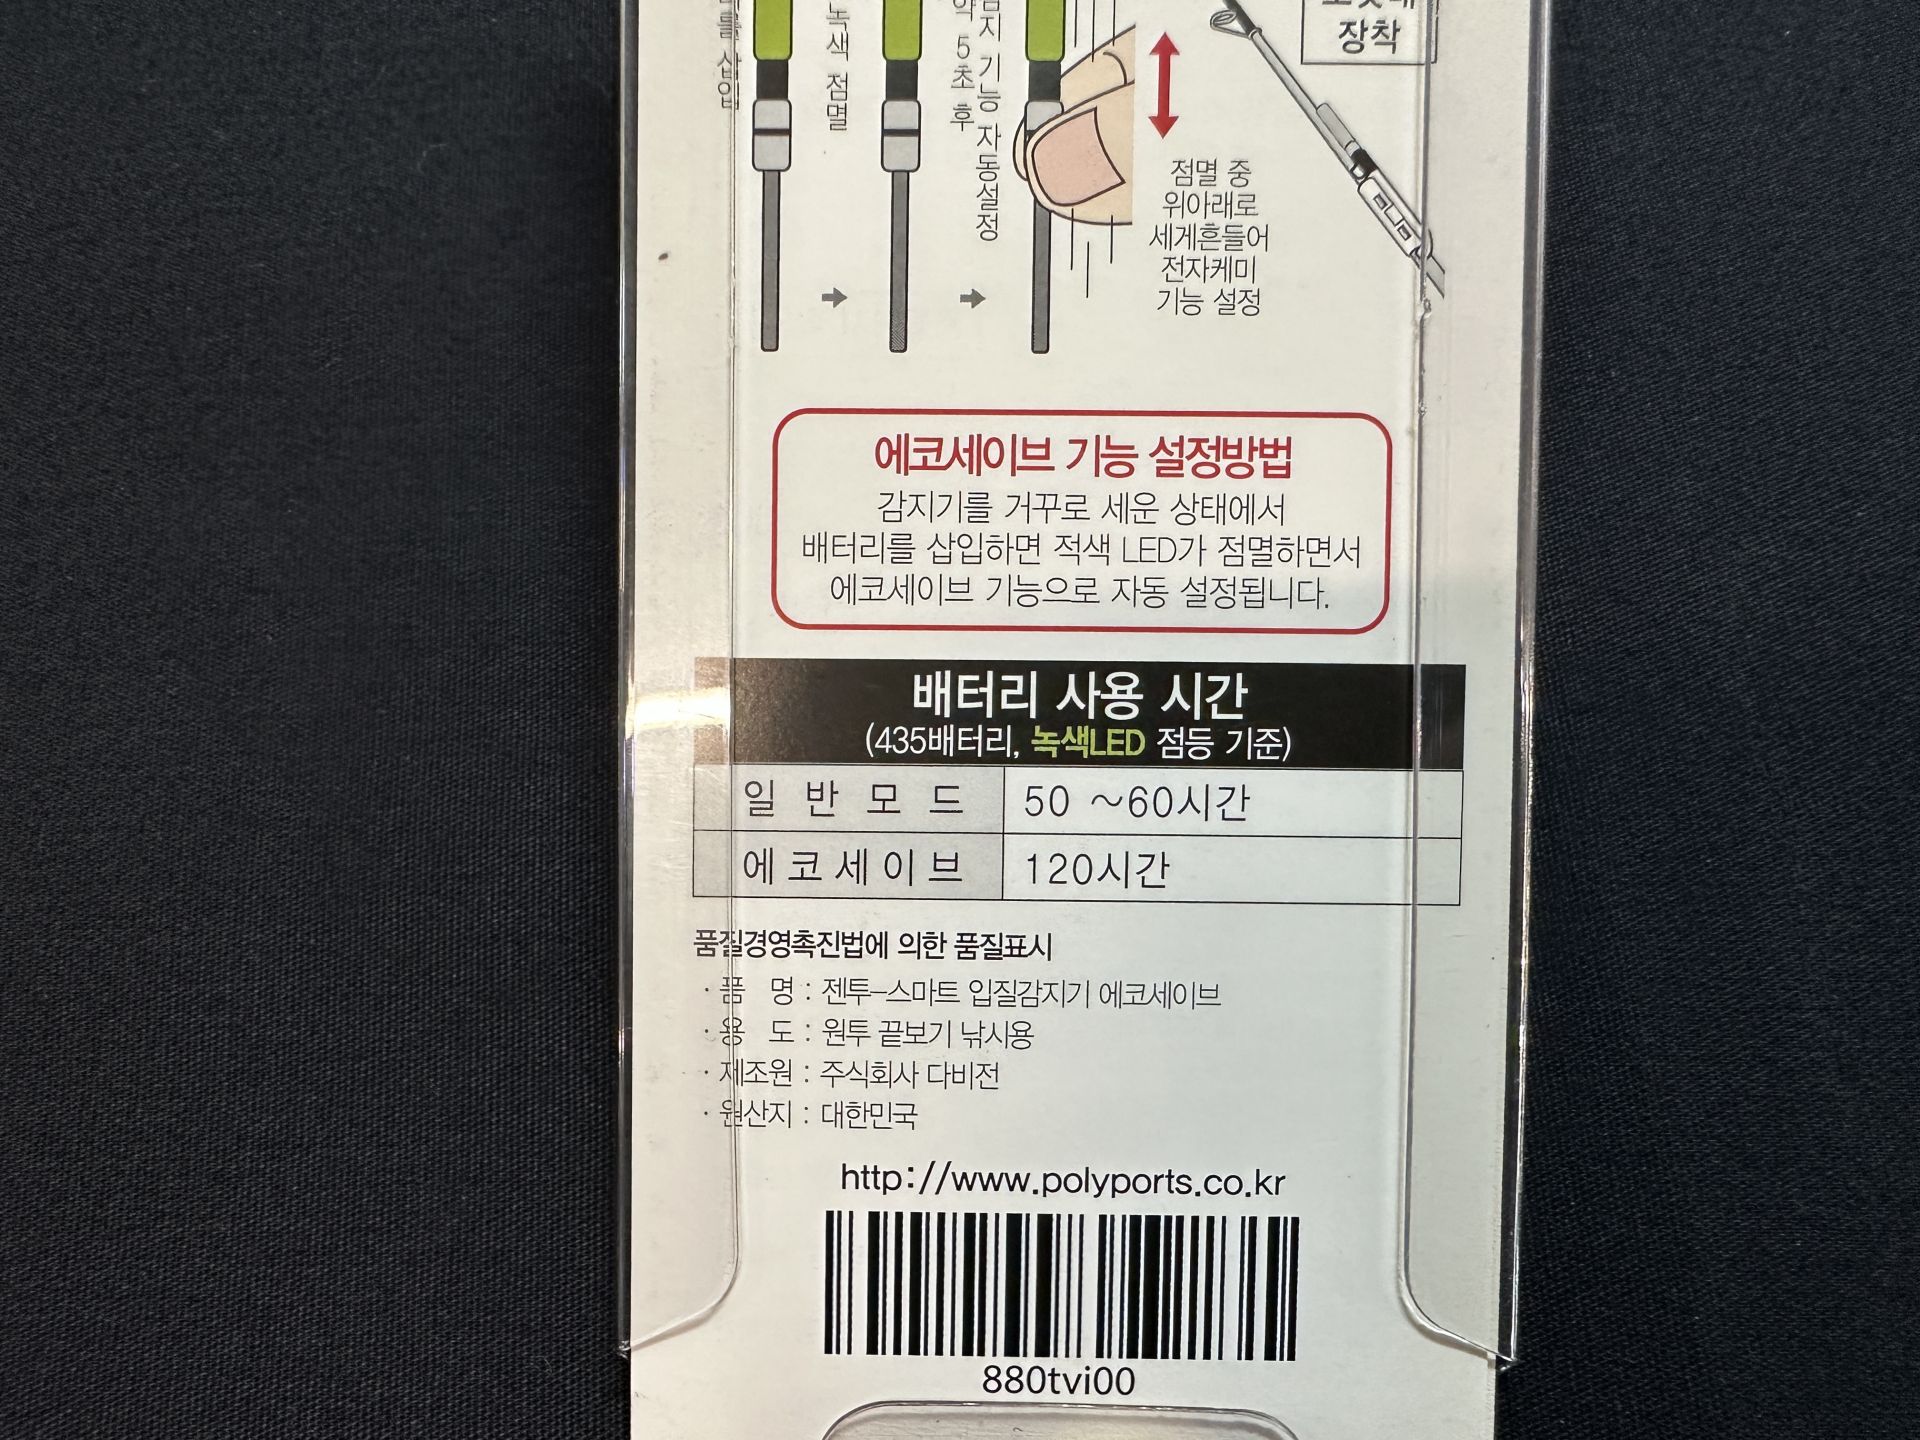 녹색 점멸
약 5초 후
감지 기능 자동설정
장착
점멸 중
위아래로
세게흔들어
전자케미
기능 설정
에코세이브 기능 설정방법
감지기를 거꾸로 세운 상태에서
배터리를 삽입하면 적색 LED가 점멸하면서
에코세이브 기능으로 자동 설정됩니다.
배터리 사용 시간
(435배터리, 녹색LED 점등 기준)
일 반 모 드 50 ~60시간
에코세이브 120시간
품질경영촉진법에 의한 품질표시
· 품 명 : 젠투-스마트 입질감지기 에코세이브
· 용 도 : 원투 끝보기 낚시용
· 제조원 : 주식회사 다비전
· 원산지 : 대한민국
http://www.polyports.co.kr
880tvi00